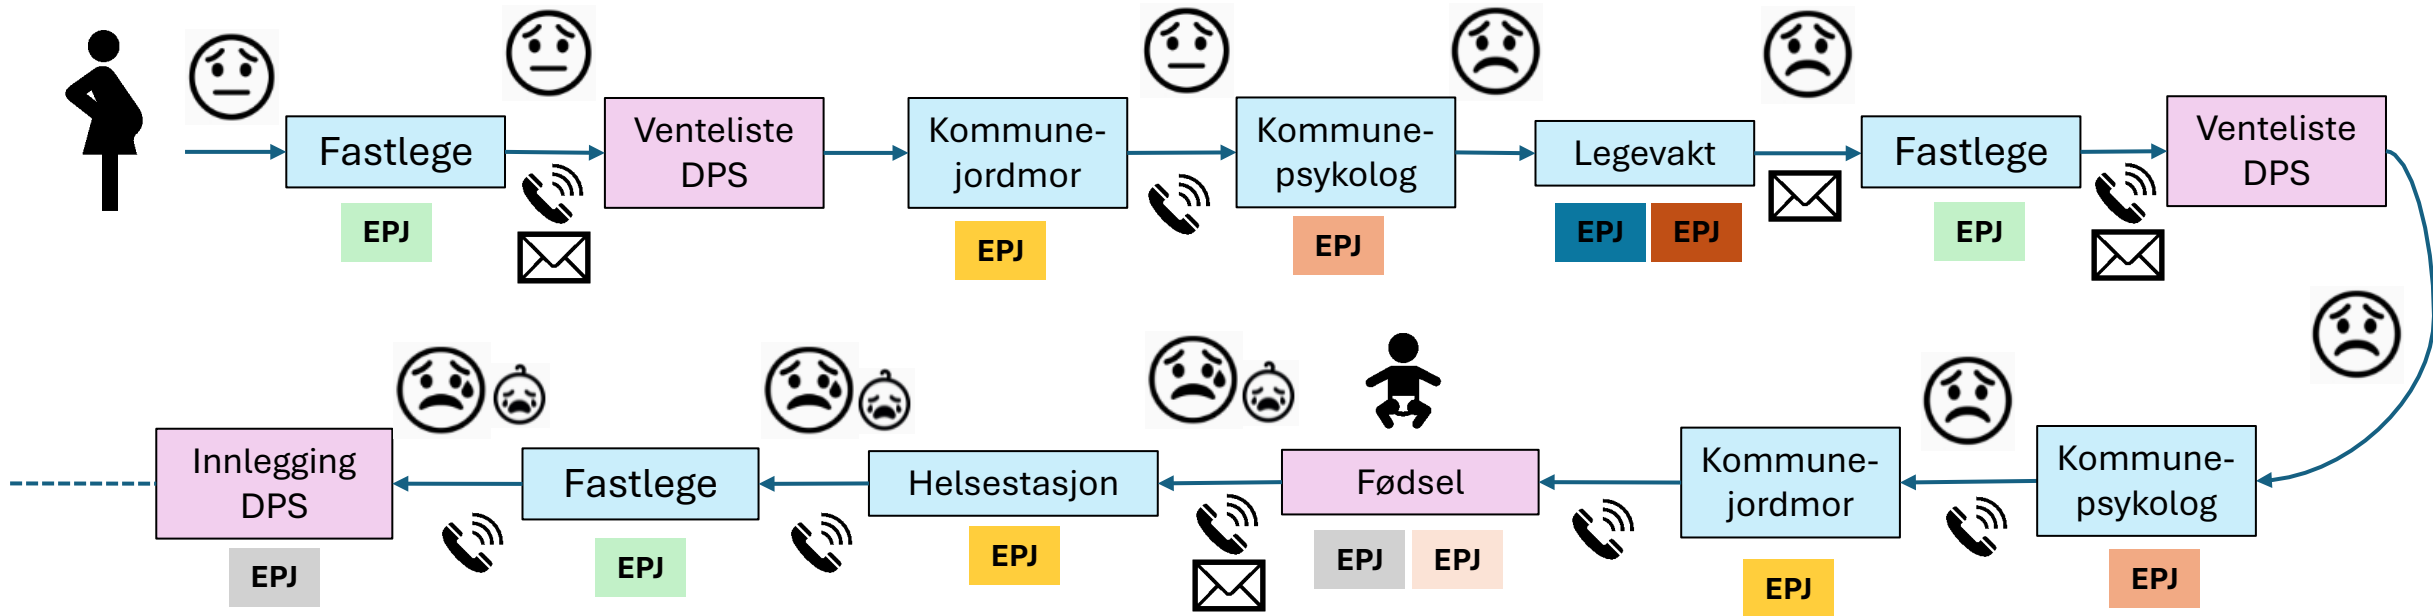 Fastlege
EPJ
Venteliste
DPS
Kommune-
jordmor
EPJ
Kommune-
psykolog
EPJ
Legevakt
EPJ
EPJ
Fastlege
EPJ
Venteliste
DPS
Kommune-
psykolog
EPJ
Kommune-
jordmor
EPJ
Fødsel
EPJ
EPJ
Helsestasjon
EPJ
Fastlege
EPJ
Innlegging
DPS
EPJ